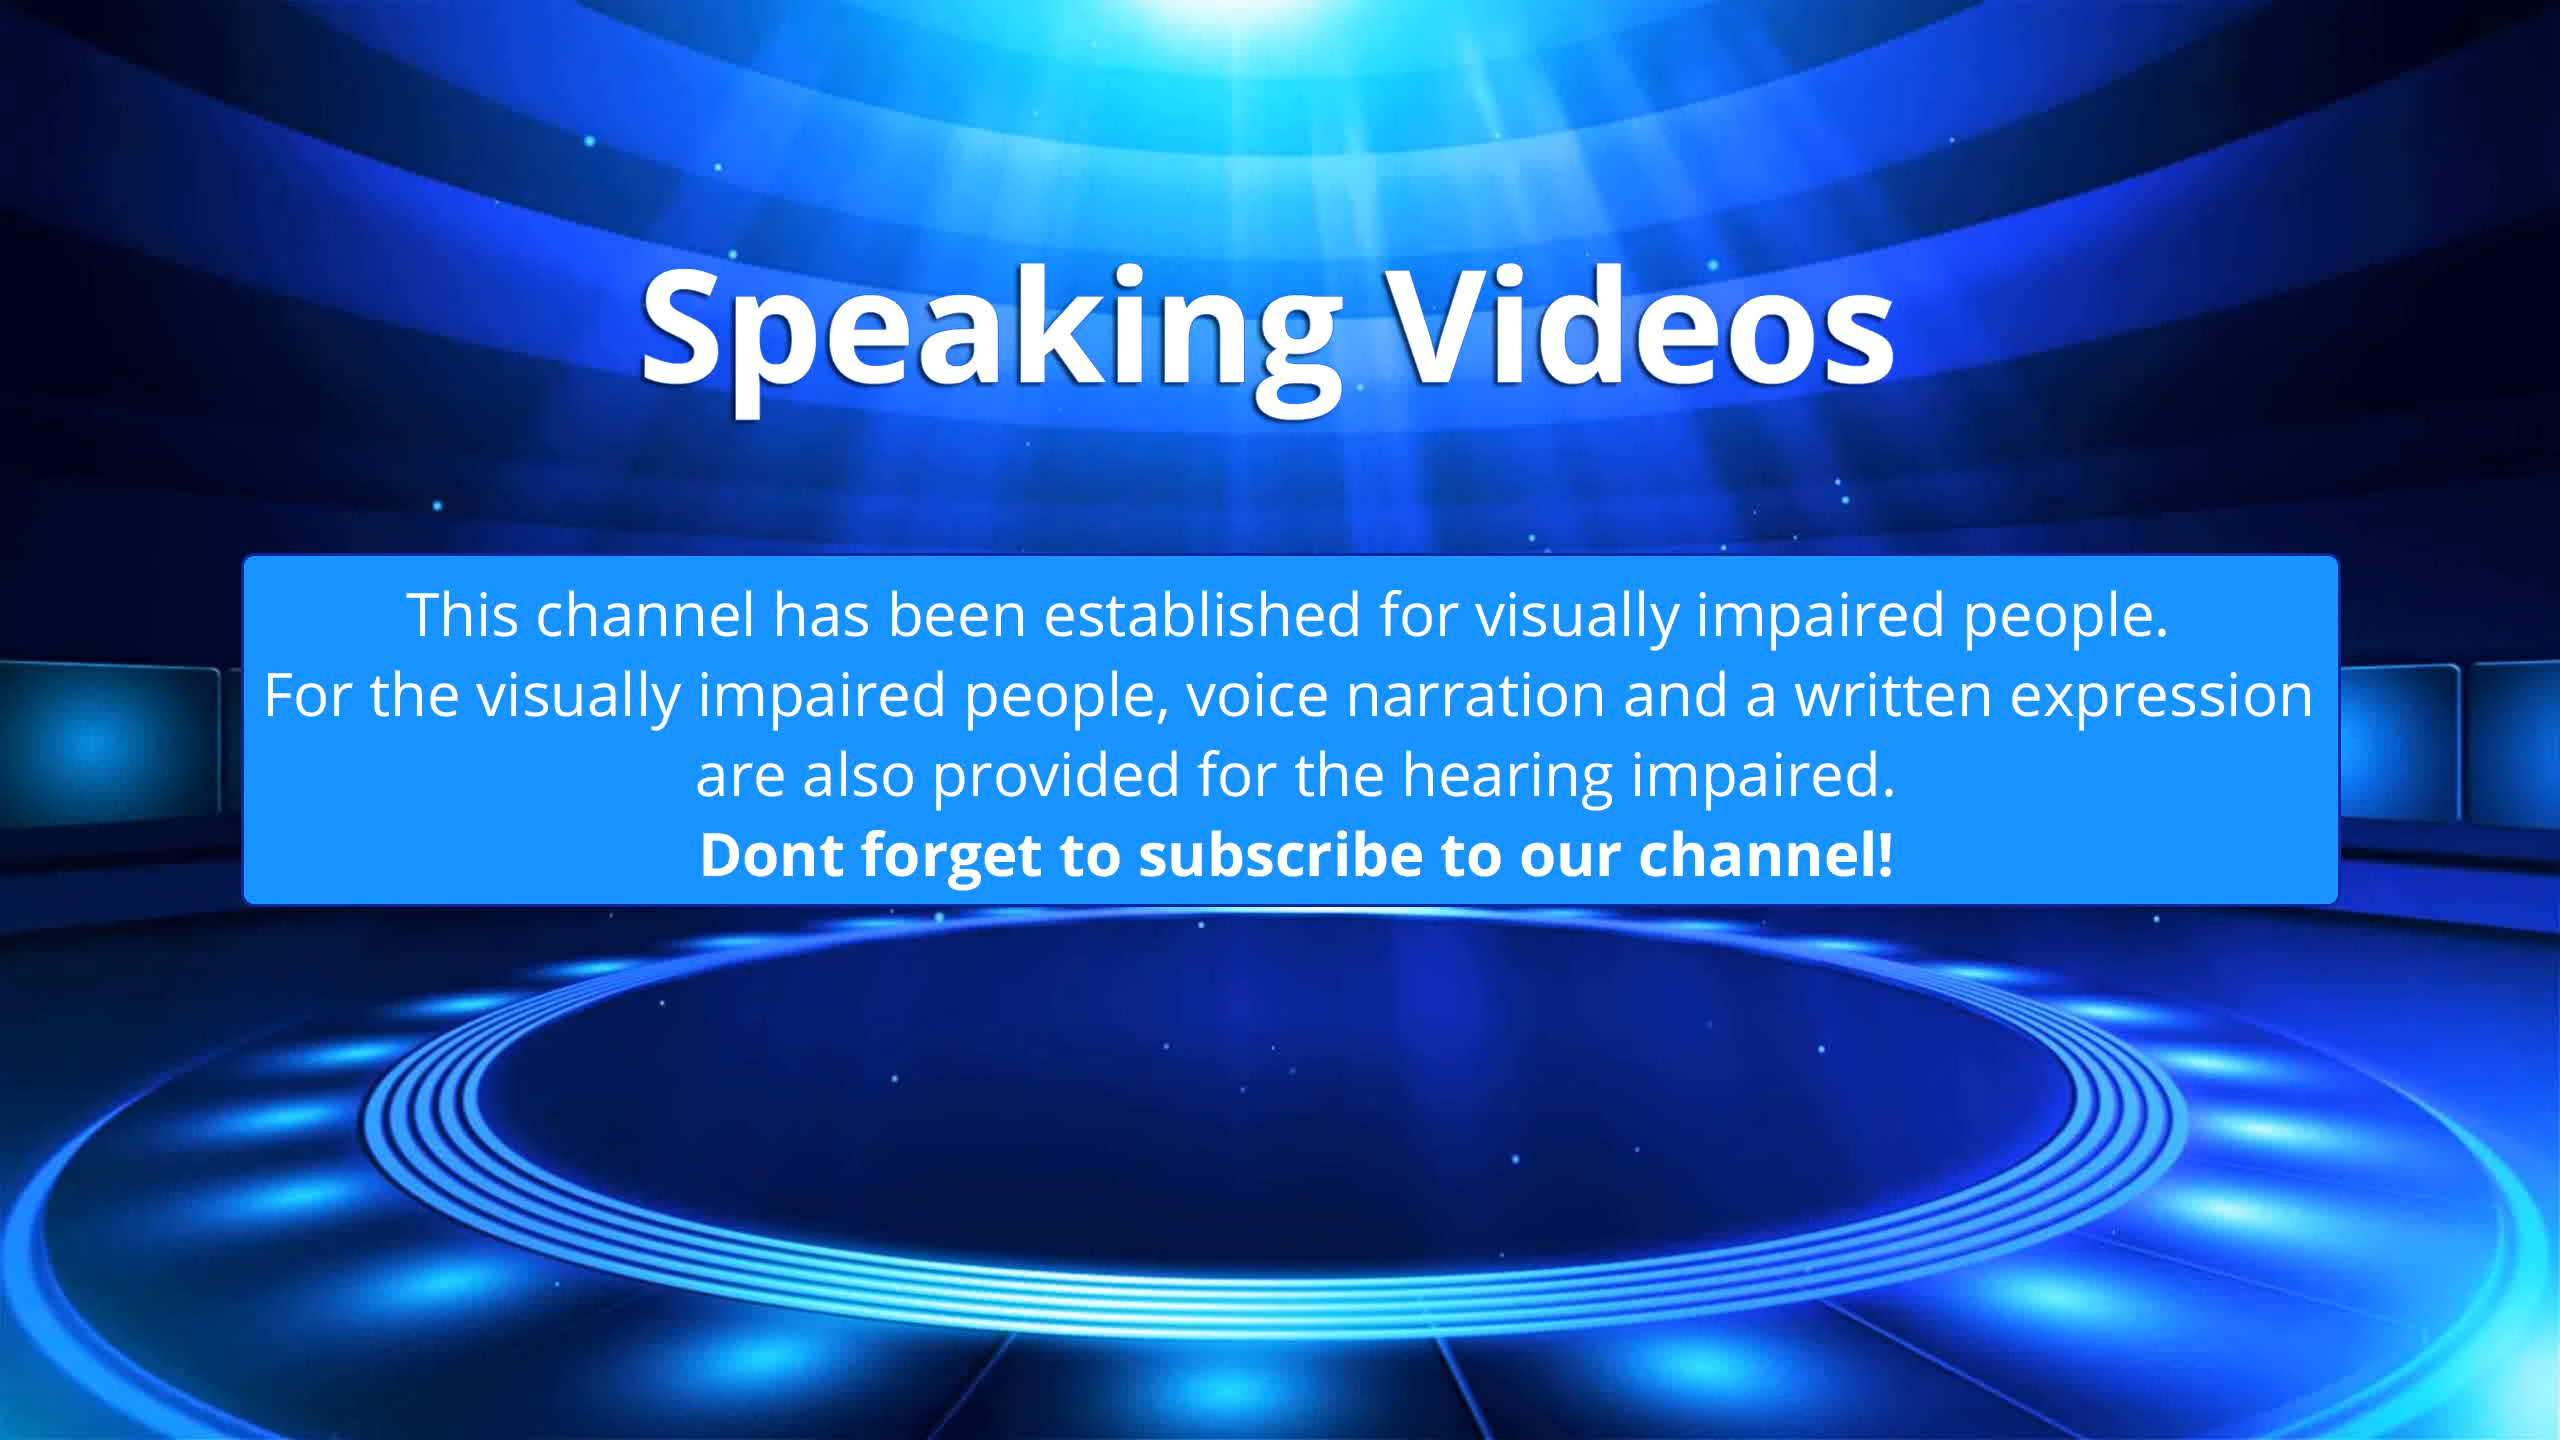 Speaking Videos
This channel has been established for visually impaired people.
For the visually impaired people, voice narration and a written expression
are also provided for the hearing impaired.
Dont forget to subscribe to our channel!